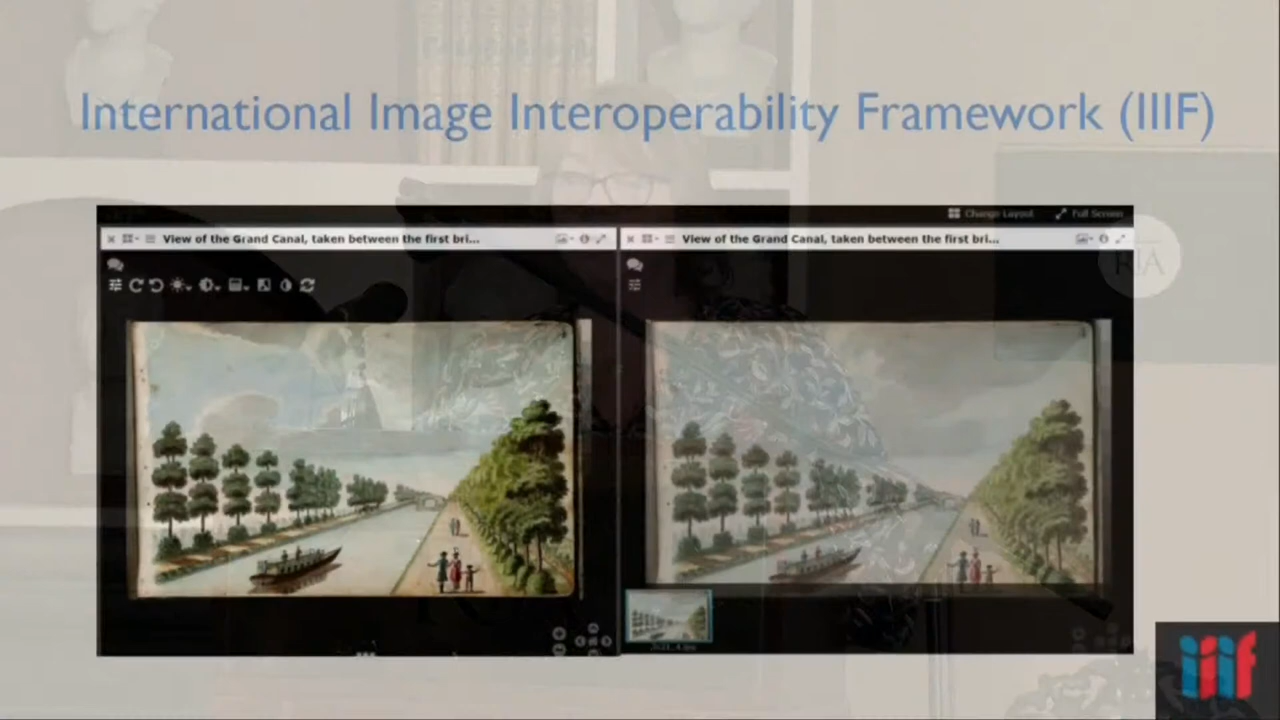 International Image Interoperability Framework (IIIF)
Change Layout Full Screen
View of the Grand Canal, taken between the first bri...
View of the Grand Canal, taken between the first bri...
RIA
iiif